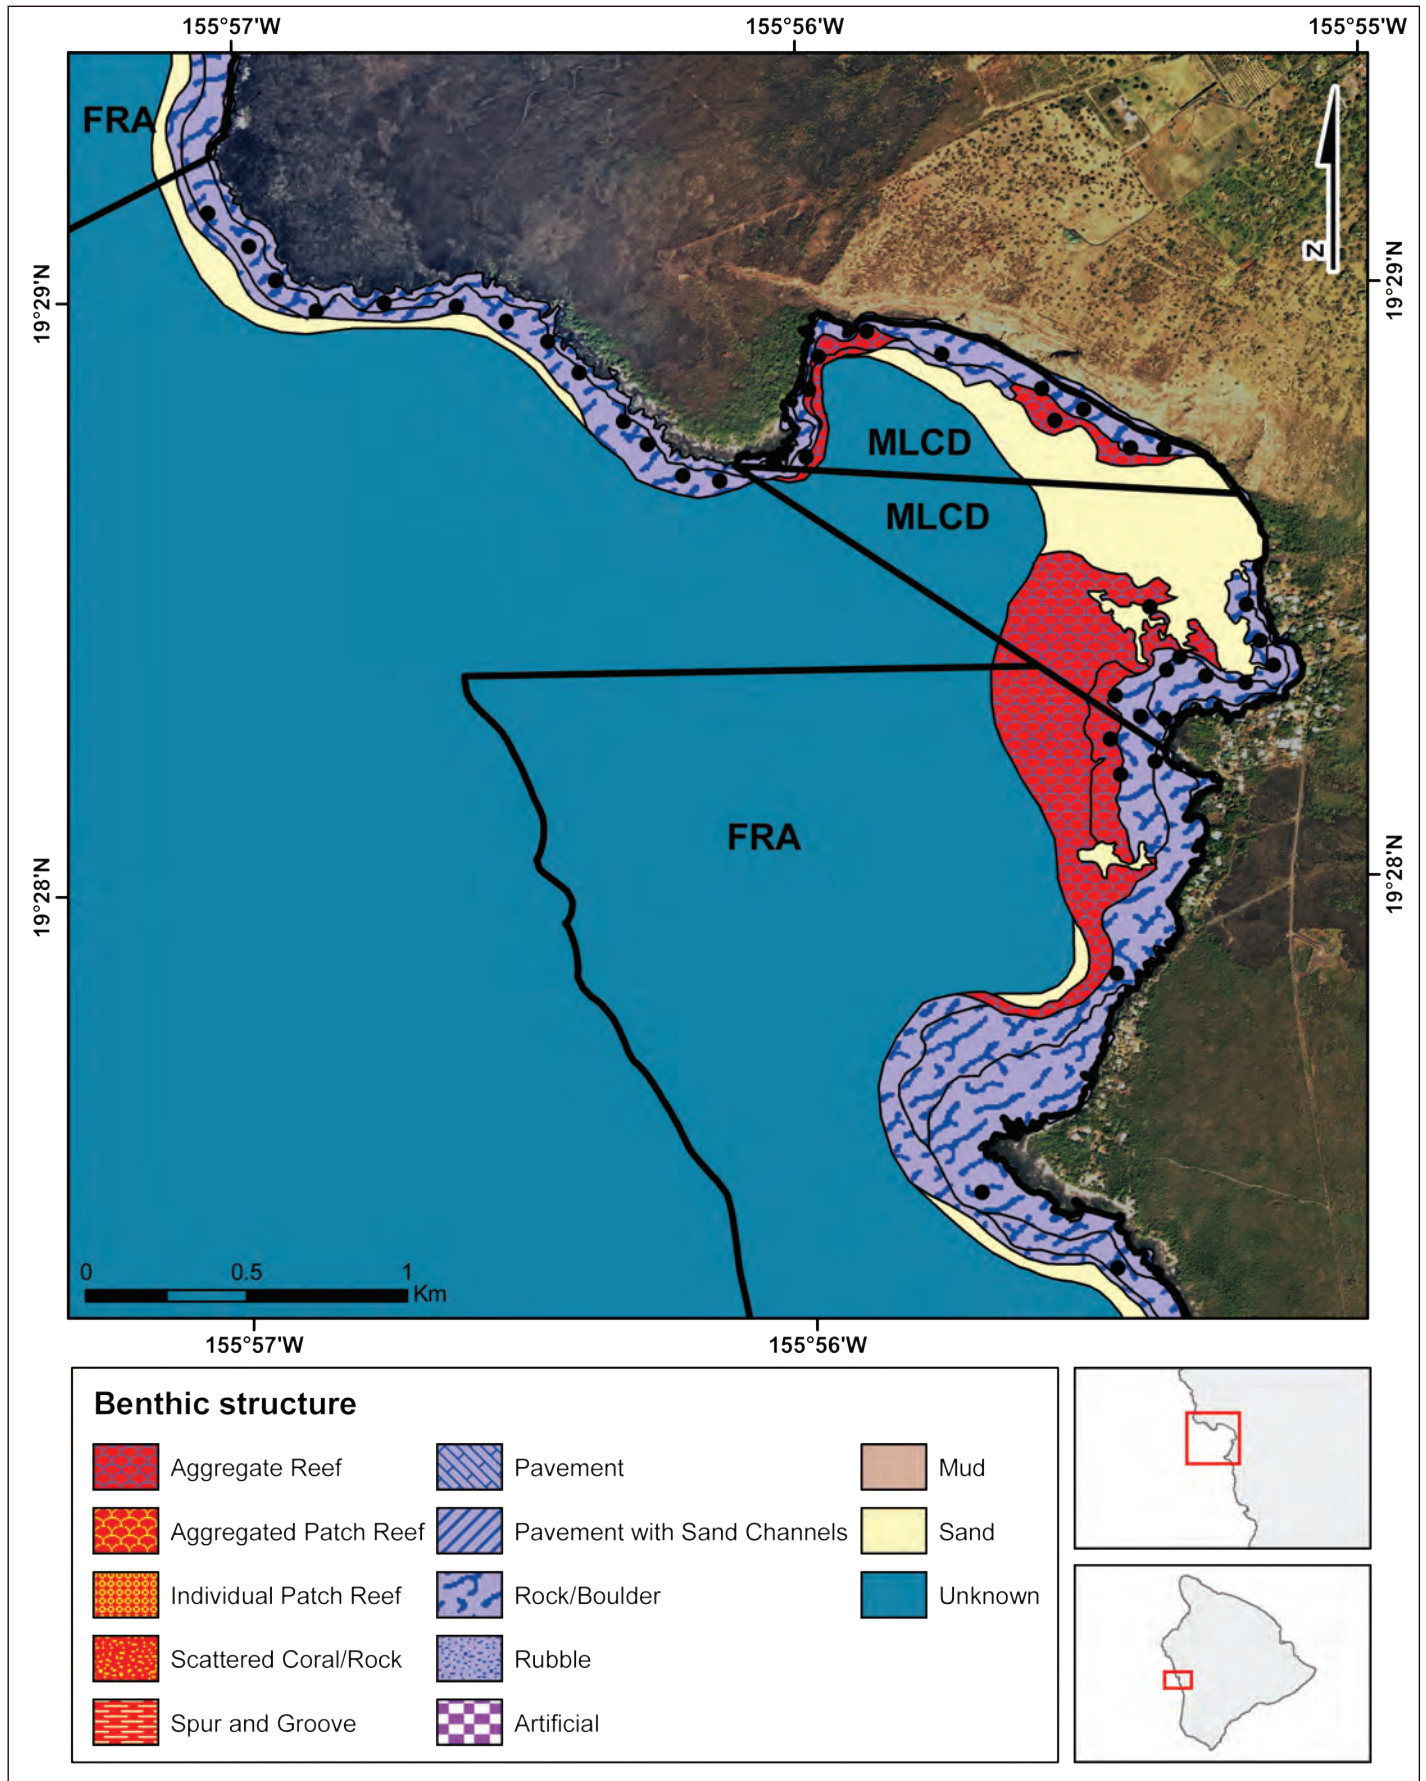 155°57'W 155°56'W 155°55'W
FRA
N
19°29'N 19°29'N
MLCD
MLCD
FRA
19°28'N 19°28'N
0 0.5 1
Km
155°57'W 155°56'W
Benthic structure
Aggregate Reef Pavement Mud
Aggregated Patch Reef Pavement with Sand Channels Sand
Individual Patch Reef Rock/Boulder Unknown
Scattered Coral/Rock Rubble
Spur and Groove Artificial